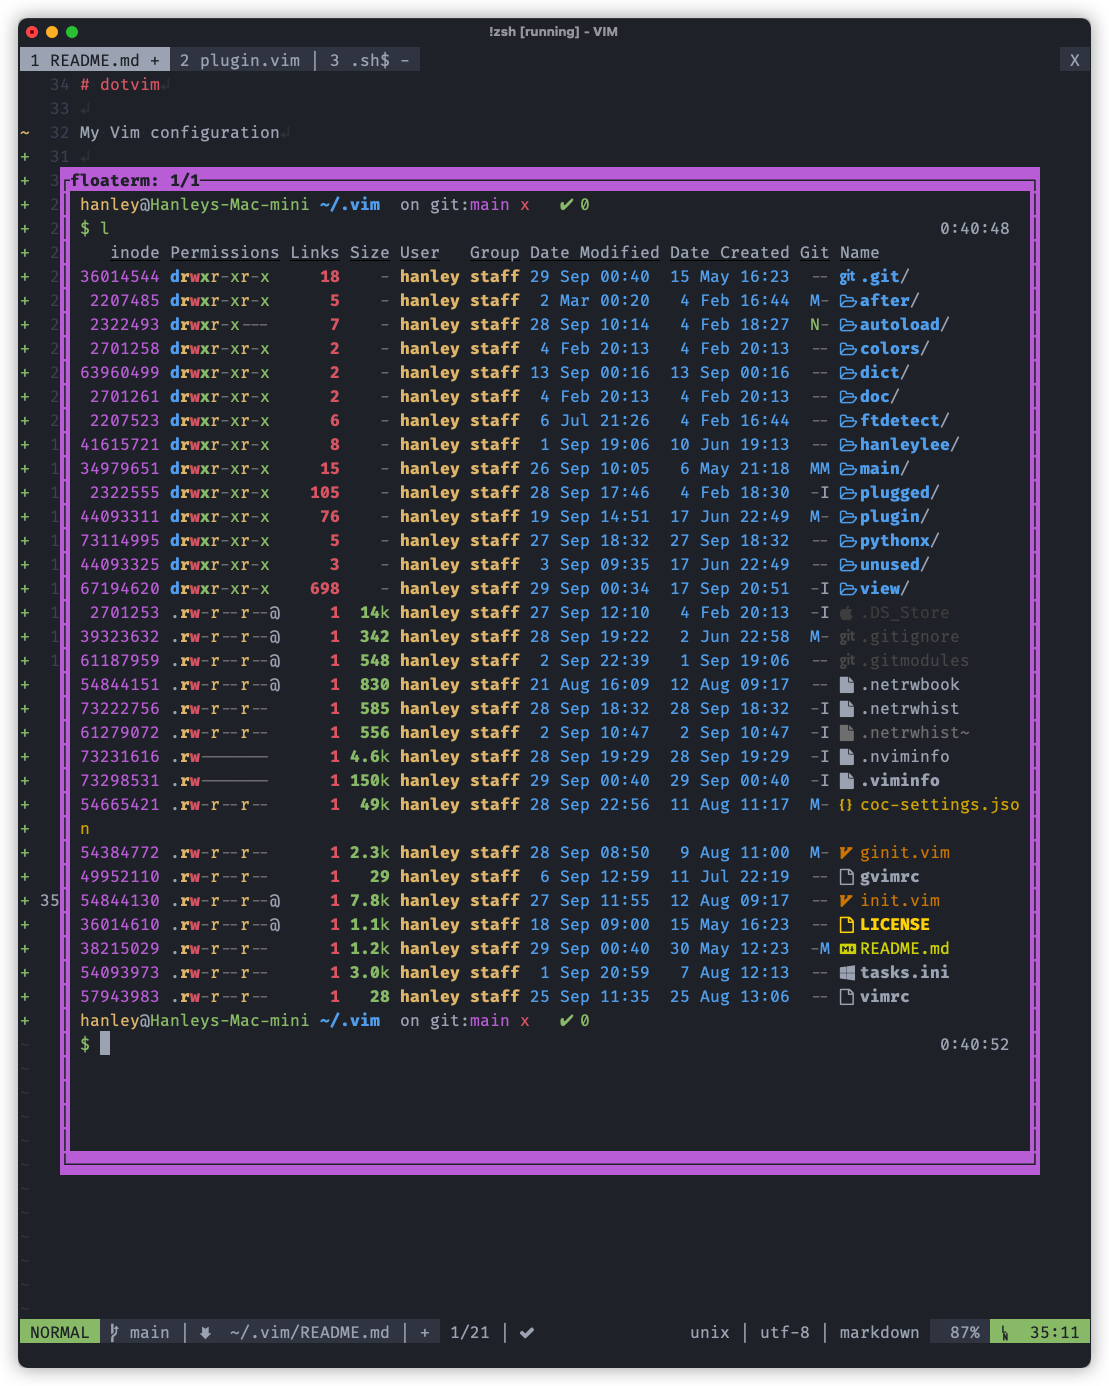 !zsh [running] - VIM
1 README.md + 2 plugin.vim | 3 .sh$ - X
34 # dotvim
33
~ 32 My Vim configuration
+ 31
floaterm: 1/1
hanley@Hanleys-Mac-mini ~/.vim on git:main x ✔ 0
$ l 0:40:48
inode Permissions Links Size User Group Date Modified Date Created Git Name
36014544 drwxr-xr-x 18 - hanley staff 29 Sep 00:40 15 May 16:23 -- .git/
2207485 drwxr-xr-x 5 - hanley staff 2 Mar 00:20 4 Feb 16:44 M- after/
2322493 drwxr-x--- 7 - hanley staff 28 Sep 10:14 4 Feb 18:27 N- autoload/
2701258 drwxr-xr-x 2 - hanley staff 4 Feb 20:13 4 Feb 20:13 -- colors/
63960499 drwxr-xr-x 2 - hanley staff 13 Sep 00:16 13 Sep 00:16 -- dict/
2701261 drwxr-xr-x 2 - hanley staff 4 Feb 20:13 4 Feb 20:13 -- doc/
2207523 drwxr-xr-x 6 - hanley staff 6 Jul 21:26 4 Feb 16:44 -- ftdetect/
41615721 drwxr-xr-x 8 - hanley staff 1 Sep 19:06 10 Jun 19:13 -- hanleylee/
34979651 drwxr-xr-x 15 - hanley staff 26 Sep 10:05 6 May 21:18 MM main/
2322555 drwxr-xr-x 105 - hanley staff 28 Sep 17:46 4 Feb 18:30 -I plugged/
44093311 drwxr-xr-x 76 - hanley staff 19 Sep 14:51 17 Jun 22:49 M- plugin/
73114995 drwxr-xr-x 5 - hanley staff 27 Sep 18:32 27 Sep 18:32 -- pythonx/
44093325 drwxr-xr-x 3 - hanley staff 3 Sep 09:35 17 Jun 22:49 -- unused/
67194620 drwxr-xr-x 698 - hanley staff 29 Sep 00:34 17 Sep 20:51 -I view/
2701253 .rw-r--r--@ 1 14k hanley staff 27 Sep 12:10 4 Feb 20:13 -I .DS_Store
39323632 .rw-r--r--@ 1 342 hanley staff 28 Sep 19:22 2 Jun 22:58 M- .gitignore
61187959 .rw-r--r--@ 1 548 hanley staff 2 Sep 22:39 1 Sep 19:06 -- .gitmodules
54844151 .rw-r--r--@ 1 830 hanley staff 21 Aug 16:09 12 Aug 09:17 -- .netrwbook
73222756 .rw-r--r-- 1 585 hanley staff 28 Sep 18:32 28 Sep 18:32 -I .netrwhist
61279072 .rw-r--r-- 1 556 hanley staff 2 Sep 10:47 2 Sep 10:47 -I .netrwhist~
73231616 .rw------- 1 4.6k hanley staff 28 Sep 19:29 28 Sep 19:29 -I .nviminfo
73298531 .rw------- 1 150k hanley staff 29 Sep 00:40 29 Sep 00:40 -I .viminfo
54665421 .rw-r--r-- 1 49k hanley staff 28 Sep 22:56 11 Aug 11:17 M- {} coc-settings.jso
n
54384772 .rw-r--r-- 1 2.3k hanley staff 28 Sep 08:50 9 Aug 11:00 M- ginit.vim
49952110 .rw-r--r-- 1 29 hanley staff 6 Sep 12:59 11 Jul 22:19 -- gvimrc
+ 35 54844130 .rw-r--r--@ 1 7.8k hanley staff 27 Sep 11:55 12 Aug 09:17 -- init.vim
36014610 .rw-r--r--@ 1 1.1k hanley staff 18 Sep 09:00 15 May 16:23 -- LICENSE
38215029 .rw-r--r-- 1 1.2k hanley staff 29 Sep 00:40 30 May 12:23 -M README.md
54093973 .rw-r--r-- 1 3.0k hanley staff 1 Sep 20:59 7 Aug 12:13 -- tasks.ini
57943983 .rw-r--r-- 1 28 hanley staff 25 Sep 11:35 25 Aug 13:06 -- vimrc
hanley@Hanleys-Mac-mini ~/.vim on git:main x ✔ 0
$ 0:40:52
NORMAL main | ~/.vim/README.md | + 1/21 | ✔ unix | utf-8 | markdown 87% LN 35:11